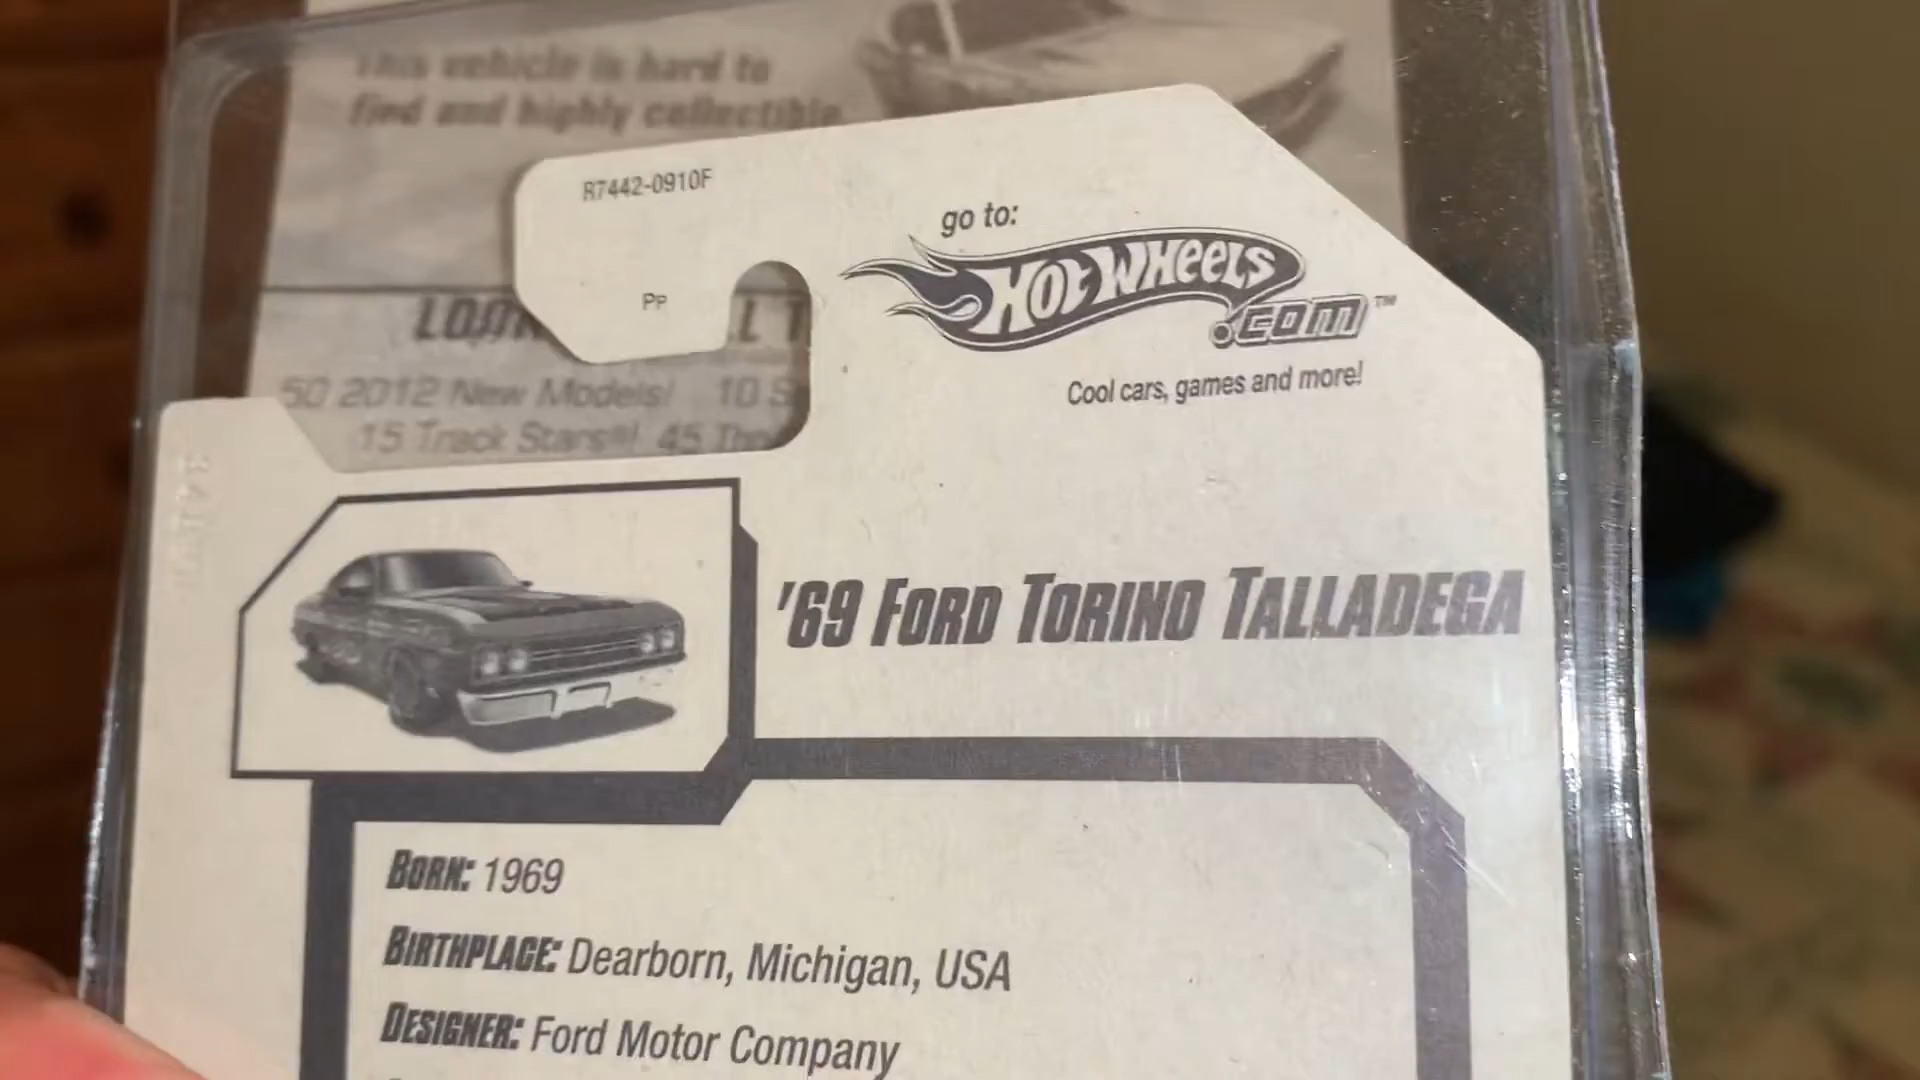 This vehicle is hard to
find and highly collectible
R7442-0910F
go to:
HOT WHEELS
.COM™
Pp
50 2012 New Models! 10
Cool cars, games and more!
15 Track Stars! 45
'69 FORD TORINO TALLADEGA
BORN: 1969
BIRTHPLACE: Dearborn, Michigan, USA
DESIGNER: Ford Motor Company